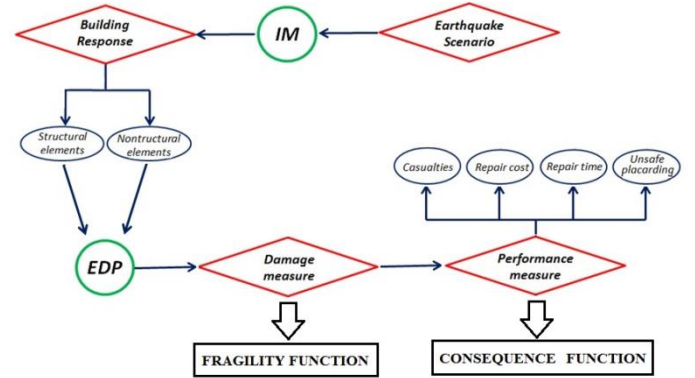 Building
Response
IM
Earthquake
Scenario
Structural
elements
Nontructural
elements
Casualties
Repair cost
Repair time
Unsafe
placarding
EDP
Damage
measure
Performance
measure
FRAGILITY FUNCTION
CONSEQUENCE FUNCTION